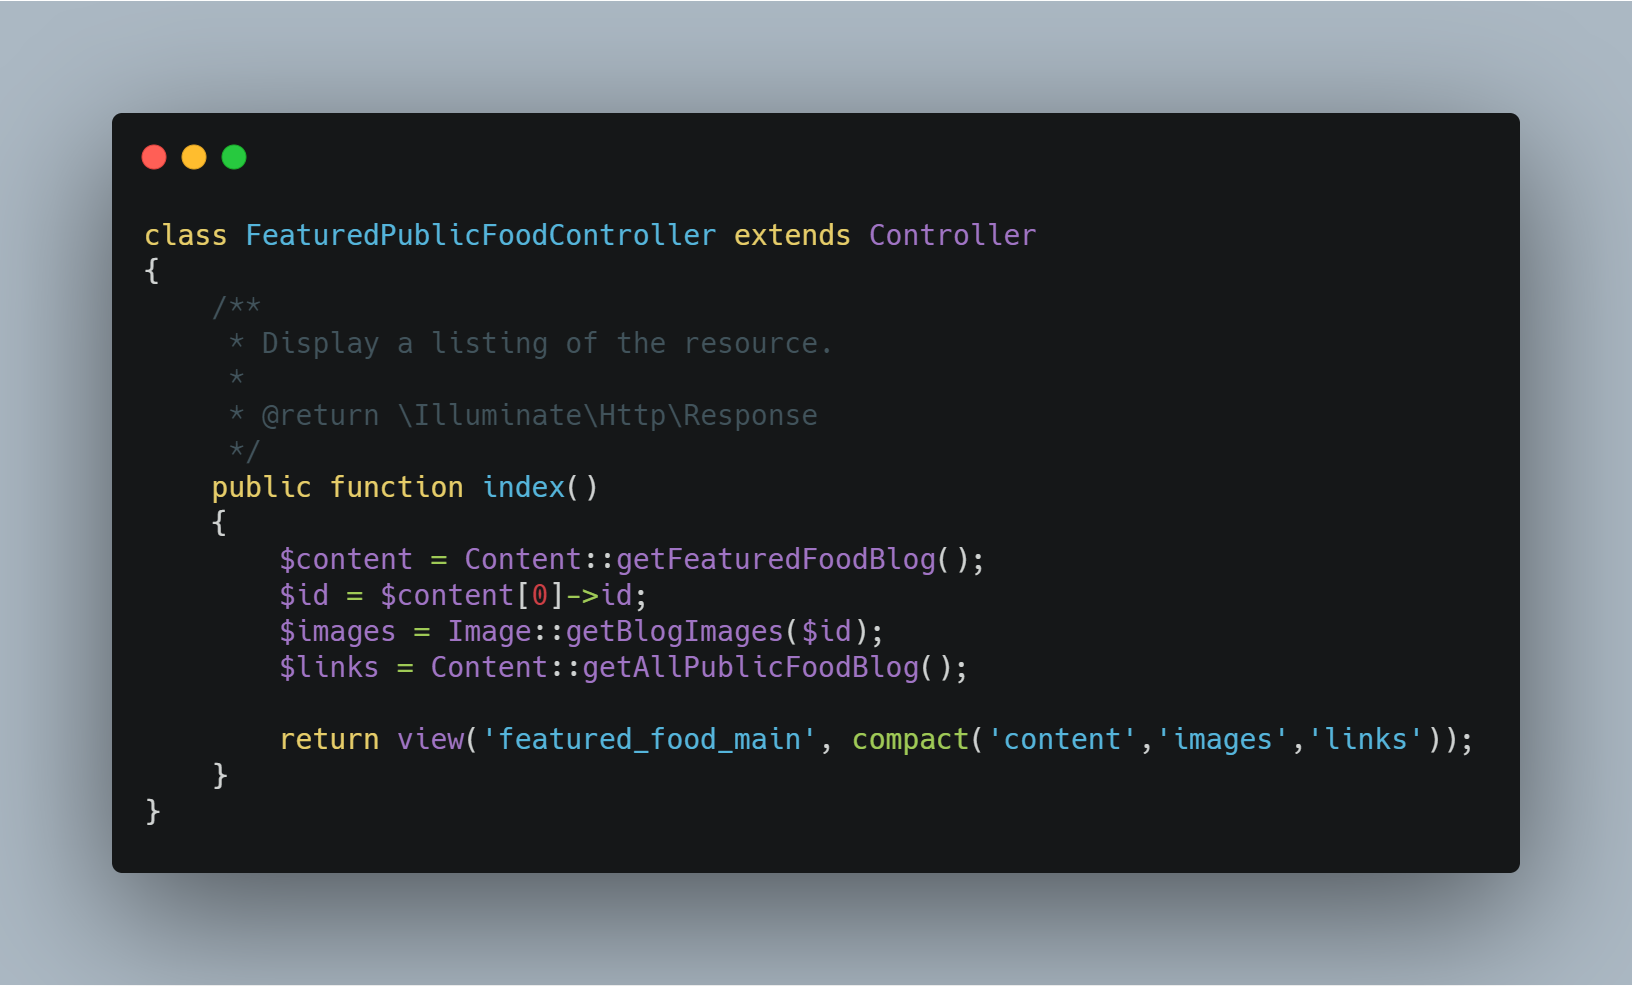 class FeaturedPublicFoodController extends Controller
{
    /**
     * Display a listing of the resource.
     *
     * @return \Illuminate\Http\Response
     */
    public function index()
    {
        $content = Content::getFeaturedFoodBlog();
        $id = $content[0]->id;
        $images = Image::getBlogImages($id);
        $links = Content::getAllPublicFoodBlog();

        return view('featured_food_main', compact('content','images','links'));
    }
}